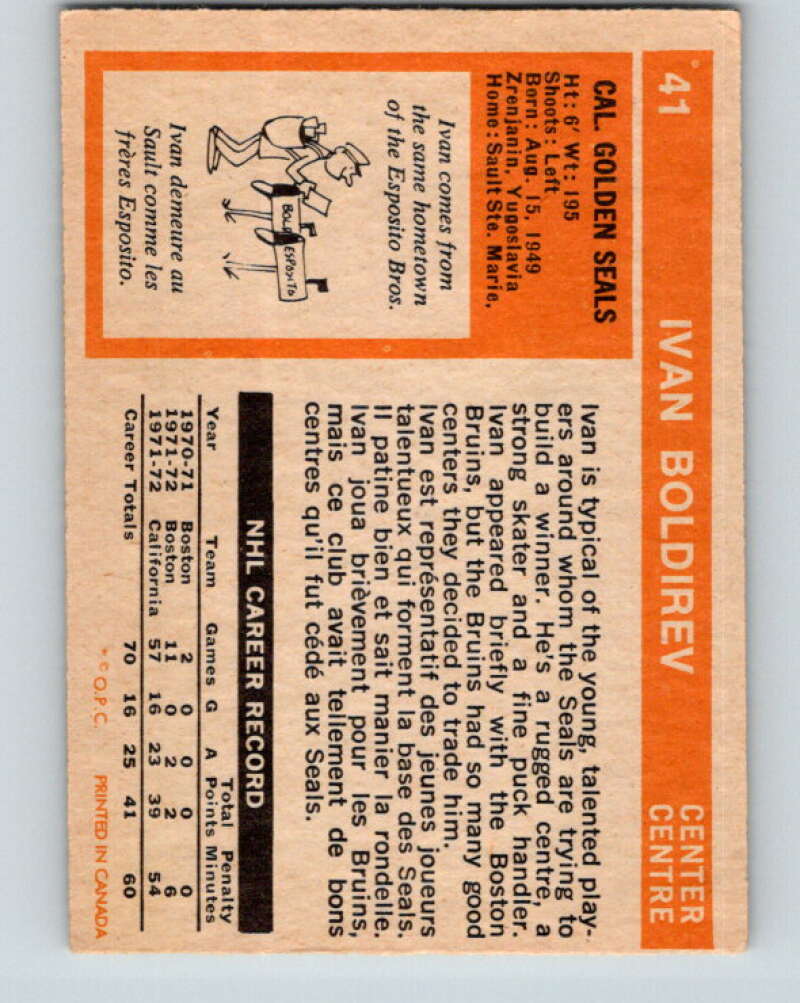 41
IVAN BOLDIREV
CENTER
CENTRE
CAL. GOLDEN SEALS
Ht: 6' Wt: 195
Shoots: Left
Born: Aug. 15, 1949
Zrenjanin, Yugoslavia
Home: Sault Ste. Marie,
Ivan comes from
the same hometown
of the Esposito Bros.
BOLD
ESPOSITO
Ivan demeure au
Sault comme les
frères Esposito.
Ivan is typical of the young, talented play-
ers around whom the Seals are trying to
build a winner. He's a rugged centre, a
strong skater and a fine puck handler.
Ivan appeared briefly with the Boston
Bruins, but the Bruins had so many good
centers they decided to trade him.
Ivan est représentatif des jeunes joueurs
talentueux qui forment la base des Seals.
Il patine bien et sait manier la rondelle.
Ivan joua brièvement pour les Bruins,
mais ce club avait tellement de bons
centres qu'il fut cédé aux Seals.
NHL CAREER RECORD
Total Penalty
Year Team Games G A Points Minutes
1970-71 Boston 2 0 0 0 0
1971-72 Boston 11 0 2 2 6
1971-72 California 57 16 23 39 54
Career Totals 70 16 25 41 60
* © O.P.C. PRINTED IN CANADA